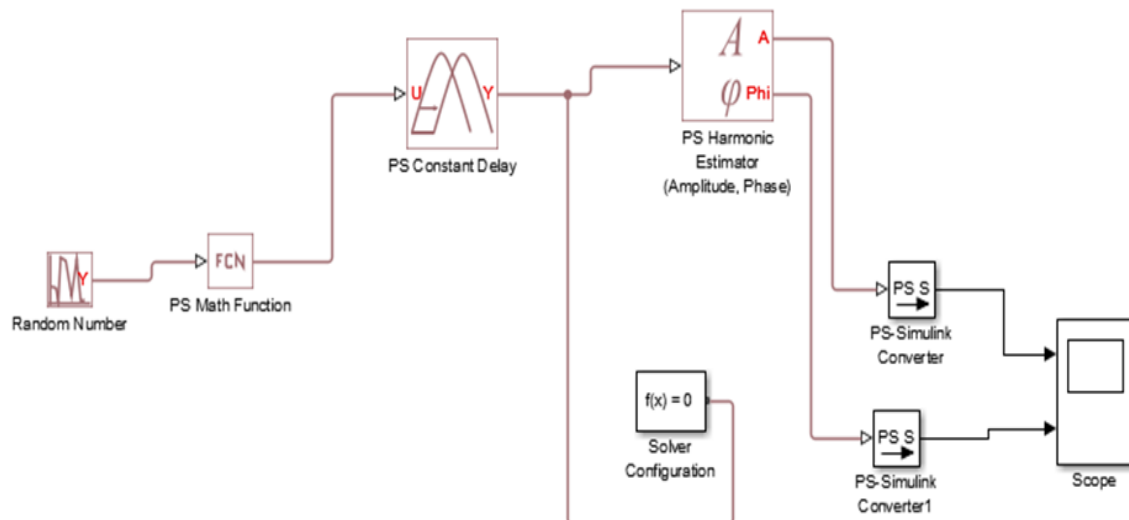 A
A
φ
Phi
U
Y
PS Constant Delay
PS Harmonic
Estimator
(Amplitude, Phase)
Y
Random Number
FCN
PS Math Function
PS S
PS-Simulink
Converter
f(x) = 0
Solver
Configuration
PS S
PS-Simulink
Converter1
Scope